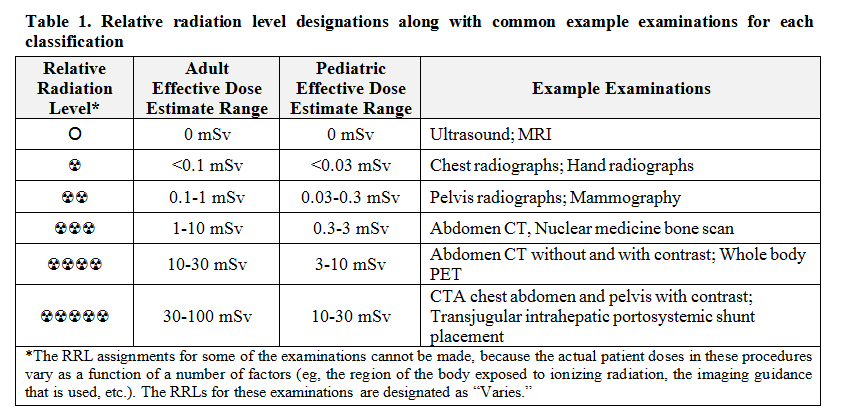 Table 1. Relative radiation level designations along with common example examinations for each
classification
Relative
Radiation
Level*
Adult
Effective Dose
Estimate Range
Pediatric
Effective Dose
Estimate Range
Example Examinations
O
0 mSv
0 mSv
Ultrasound; MRI
☢
<0.1 mSv
<0.03 mSv
Chest radiographs; Hand radiographs
☢☢
0.1-1 mSv
0.03-0.3 mSv
Pelvis radiographs; Mammography
☢☢☢
1-10 mSv
0.3-3 mSv
Abdomen CT, Nuclear medicine bone scan
☢☢☢☢
10-30 mSv
3-10 mSv
Abdomen CT without and with contrast; Whole body
PET
☢☢☢☢☢
30-100 mSv
10-30 mSv
CTA chest abdomen and pelvis with contrast;
Transjugular intrahepatic portosystemic shunt
placement
*The RRL assignments for some of the examinations cannot be made, because the actual patient doses in these procedures
vary as a function of a number of factors (eg, the region of the body exposed to ionizing radiation, the imaging guidance
that is used, etc.). The RRLs for these examinations are designated as “Varies.”